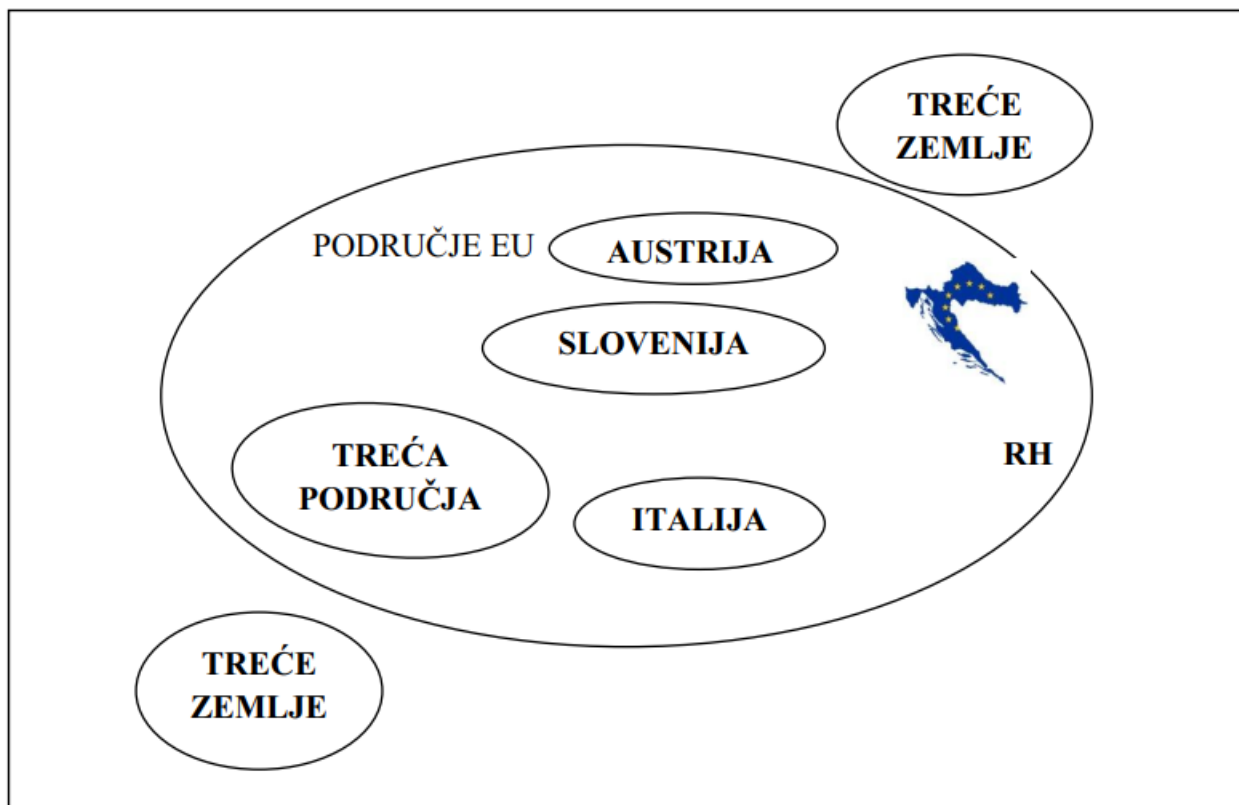 TREĆE
ZEMLJE
PODRUČJE EU
AUSTRIJA
SLOVENIJA
TREĆA
PODRUČJA
RH
ITALIJA
TREĆE
ZEMLJE